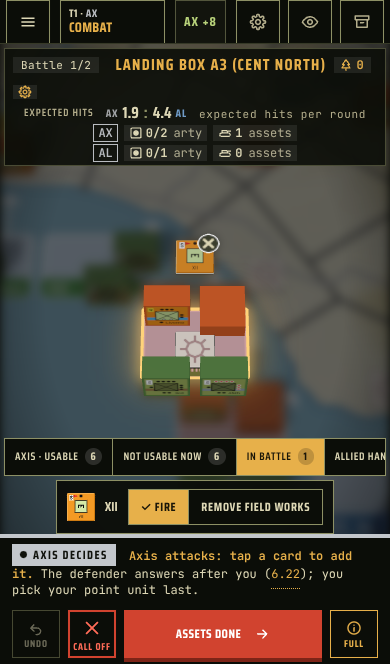 T1 · AX
COMBAT
AX +8
Battle 1/2
LANDING BOX A3 (CENT NORTH)
0
EXPECTED HITS AX 1.9 : 4.4 AL expected hits per round
AX 0/2 arty 1 assets
AL 0/1 arty 1 assets
AXIS · USABLE 6
NOT USABLE NOW 6
IN BATTLE 1
ALLIED HAN
XII
FIRE
REMOVE FIELD WORKS
AXIS DECIDES Axis attacks: tap a card to add
it. The defender answers after you (6.22); you
pick your point unit last.
UNDO
CALL OFF
ASSETS DONE →
FULL